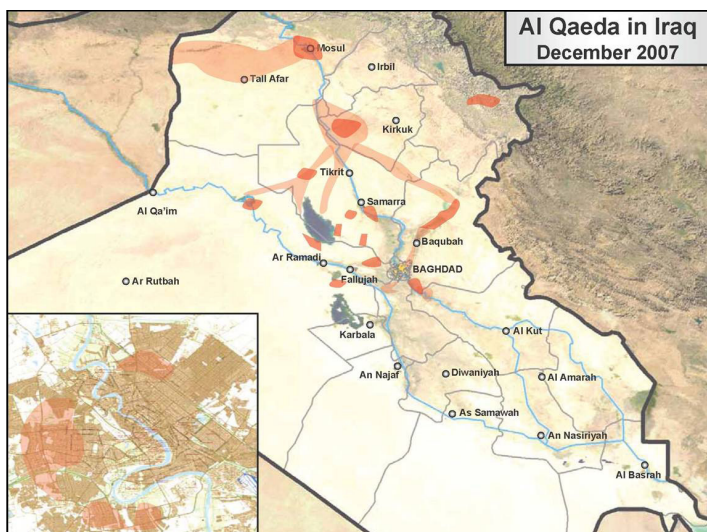 Al Qaeda in Iraq
December 2007
Mosul
Irbil
Tall Afar
Kirkuk
Tikrit
Al Qa'im
Samarra
Baqubah
Ar Ramadi
BAGHDAD
Ar Rutbah
Fallujah
Karbala
Al Kut
An Najaf
Diwaniyah
Al Amarah
As Samawah
An Nasiriyah
Al Basrah